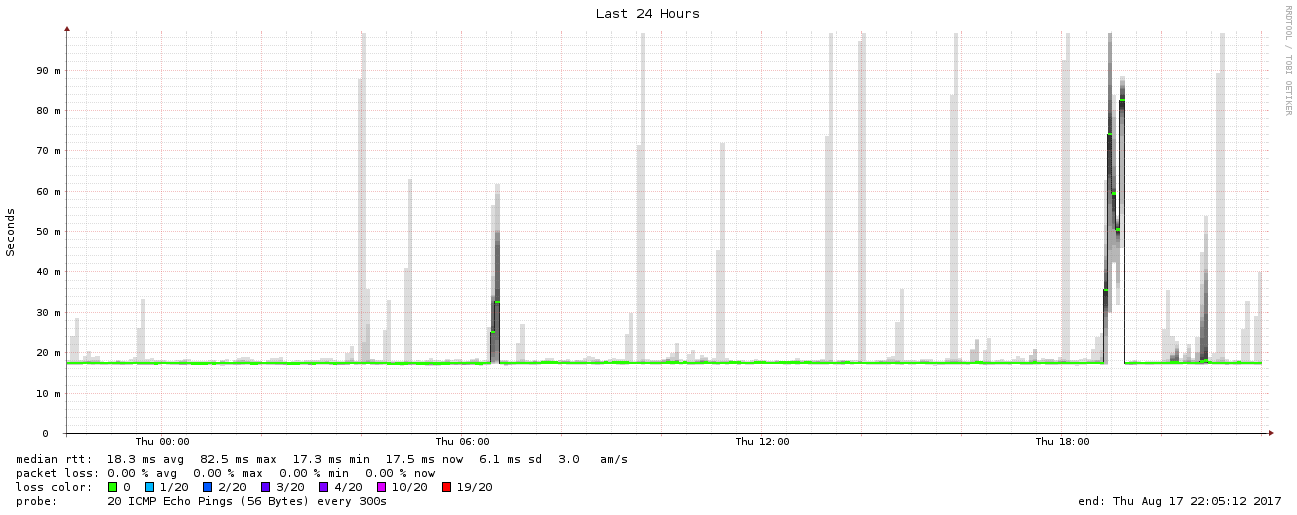 Last 24 Hours
RRDTOOL / TOBI OETIKER
Seconds
90 m
80 m
70 m
60 m
50 m
40 m
30 m
20 m
10 m
0
Thu 00:00 Thu 06:00 Thu 12:00 Thu 18:00
median rtt: 18.3 ms avg 82.5 ms max 17.3 ms min 17.5 ms now 6.1 ms sd 3.0 am/s
packet loss: 0.00 % avg 0.00 % max 0.00 % min 0.00 % now
loss color: 0 1/20 2/20 3/20 4/20 10/20 19/20
probe: 20 ICMP Echo Pings (56 Bytes) every 300s end: Thu Aug 17 22:05:12 2017